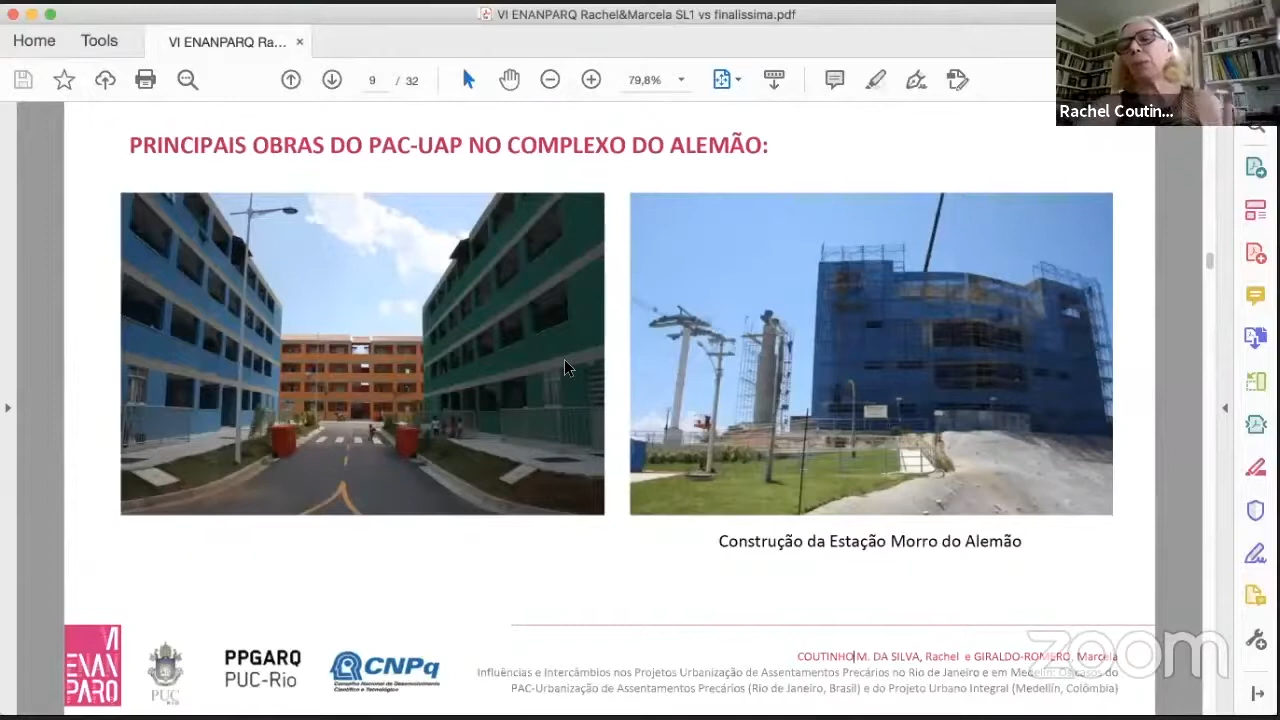 VI ENANPARQ Rachel&Marcela SL1 vs finalissima.pdf
Home
Tools
VI ENANPARQ Ra...
9 / 32
79,8%
Rachel Coutin...
PRINCIPAIS OBRAS DO PAC-UAP NO COMPLEXO DO ALEMÃO:
Construção da Estação Morro do Alemão
VI
ENAN
PARQ
PUC
RIO
PPGARQ
PUC-Rio
CNPq
Conselho Nacional de Desenvolvimento
Científico e Tecnológico
zoom
COUTINHO M. DA SILVA, Rachel e GIRALDO-ROMERO, Marcela
Influências e Intercâmbios nos Projetos Urbanização de Assentamentos Precários no Rio de Janeiro e em Medellín: Os casos do
PAC-Urbanização de Assentamentos Precários (Rio de Janeiro, Brasil) e do Projeto Urbano Integral (Medellín, Colômbia)